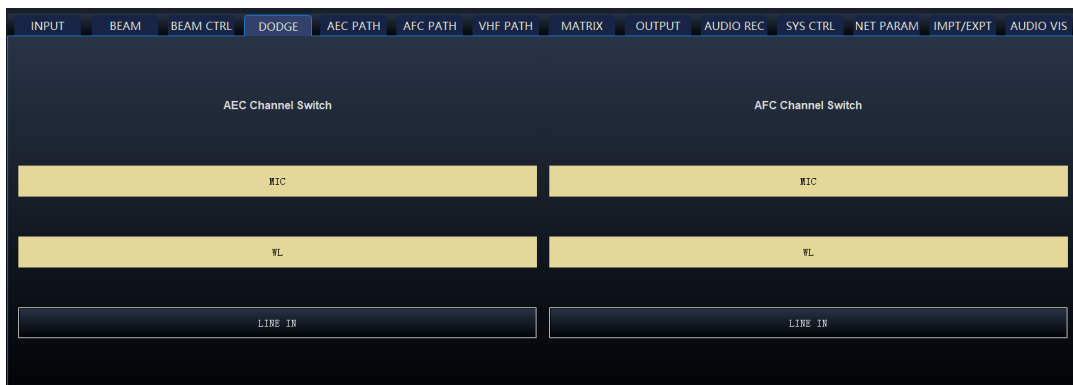 INPUT BEAM BEAM CTRL DODGE AEC PATH AFC PATH VHF PATH MATRIX OUTPUT AUDIO REC SYS CTRL NET PARAM IMPT/EXPT AUDIO VIS
AEC Channel Switch AFC Channel Switch
MIC MIC
WL WL
LINE IN LINE IN